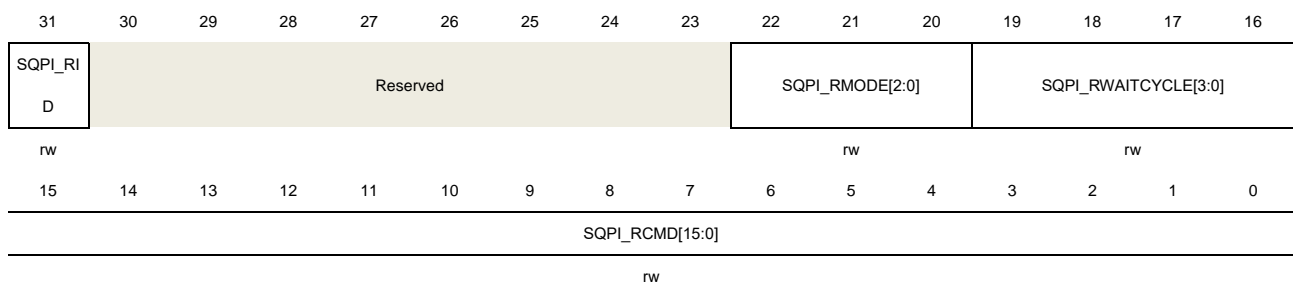 31 30 29 28 27 26 25 24 23 22 21 20 19 18 17 16
SQPI_RI
D
Reserved
SQPI_RMODE[2:0]
SQPI_RWAITCYCLE[3:0]
rw rw rw
15 14 13 12 11 10 9 8 7 6 5 4 3 2 1 0
SQPI_RCMD[15:0]
rw